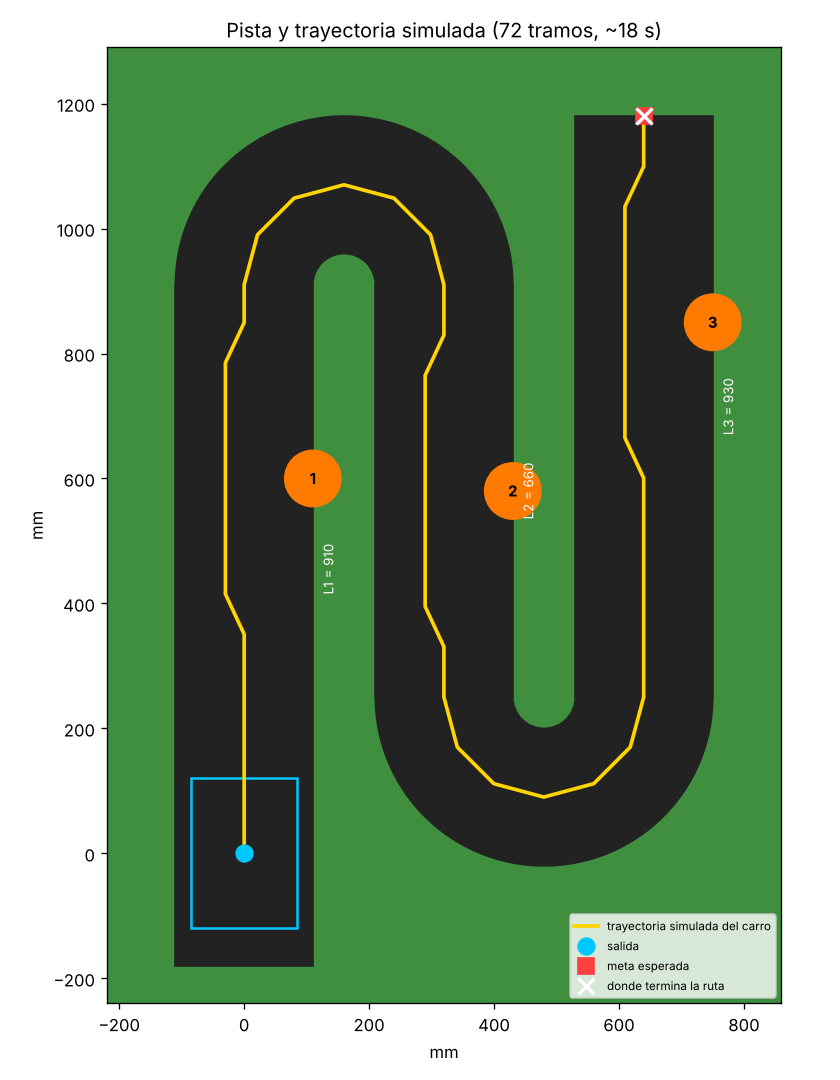 Pista y trayectoria simulada (72 tramos, ~18 s)
1200
1000
800
600
400
200
0
−200
mm
1
2
3
L1 = 910
L2 = 660
L3 = 930
trayectoria simulada del carro
salida
meta esperada
donde termina la ruta
−200
0
200
400
600
800
mm